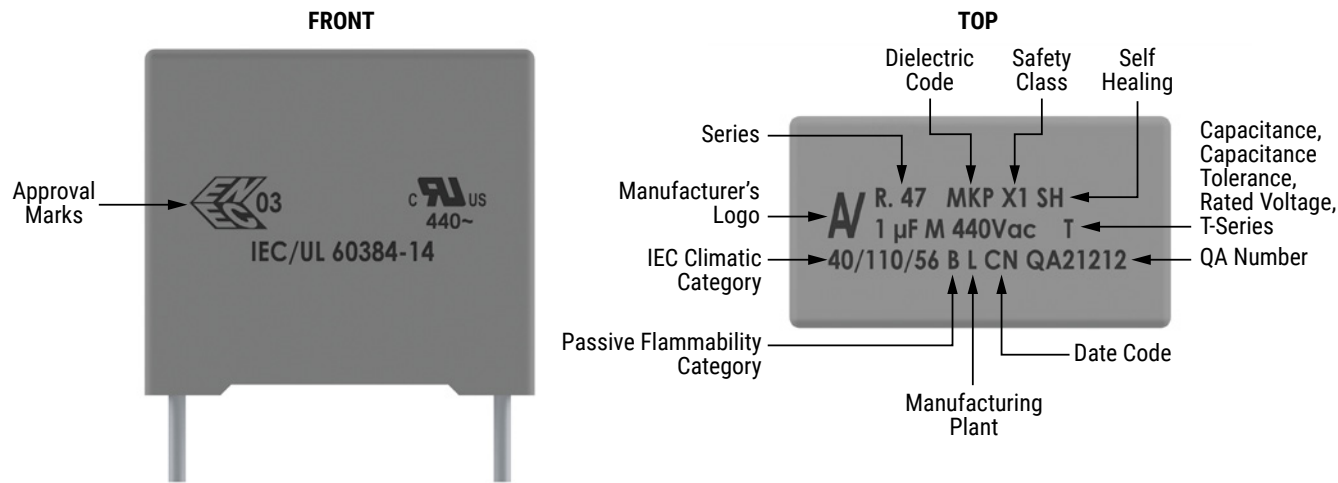 FRONT
Approval
Marks
EN
EC
03
c RU US
440~
IEC/UL 60384-14
TOP
Dielectric
Code
Safety
Class
Self
Healing
Series
Manufacturer's
Logo
IEC Climatic
Category
Passive Flammability
Category
R. 47 MKP X1 SH
1 µF M 440Vac T
40/110/56 B L CN QA21212
Capacitance,
Capacitance
Tolerance,
Rated Voltage,
T-Series
QA Number
Date Code
Manufacturing
Plant